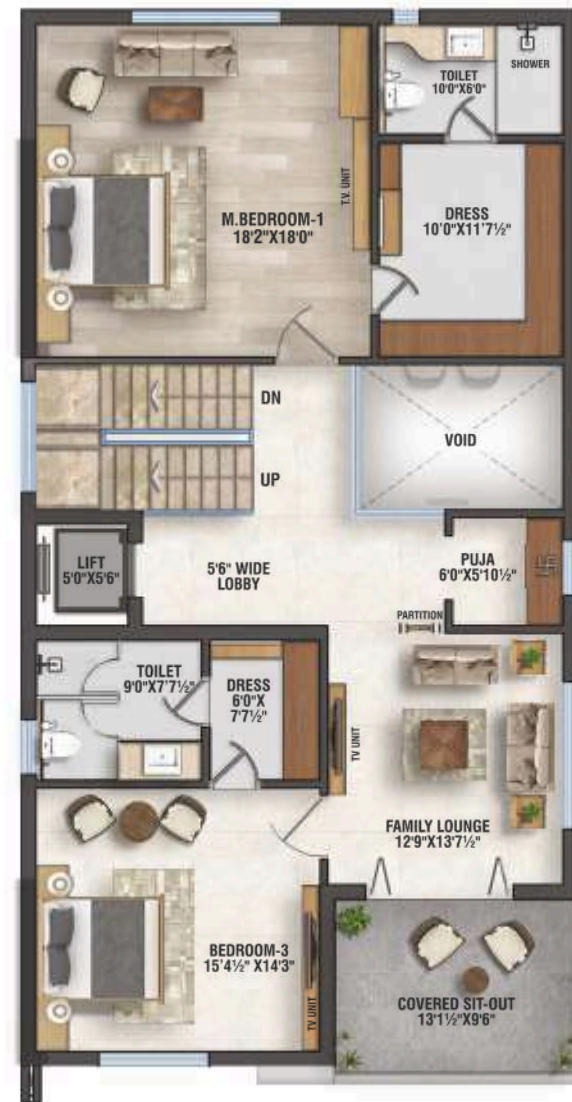 TOILET
10'0"X6'0"
SHOWER
T.V. UNIT
M.BEDROOM-1
18'2"X18'0"
DRESS
10'0"X11'7½"
DN
VOID
UP
LIFT
5'0"X5'6"
5'6" WIDE
LOBBY
PUJA
6'0"X5'10½"
PARTITION
TOILET
9'0"X7'7½"
DRESS
6'0"X
7'7½"
TV UNIT
FAMILY LOUNGE
12'9"X13'7½"
BEDROOM-3
15'4½" X14'3"
TV UNIT
COVERED SIT-OUT
13'1½"X9'6"